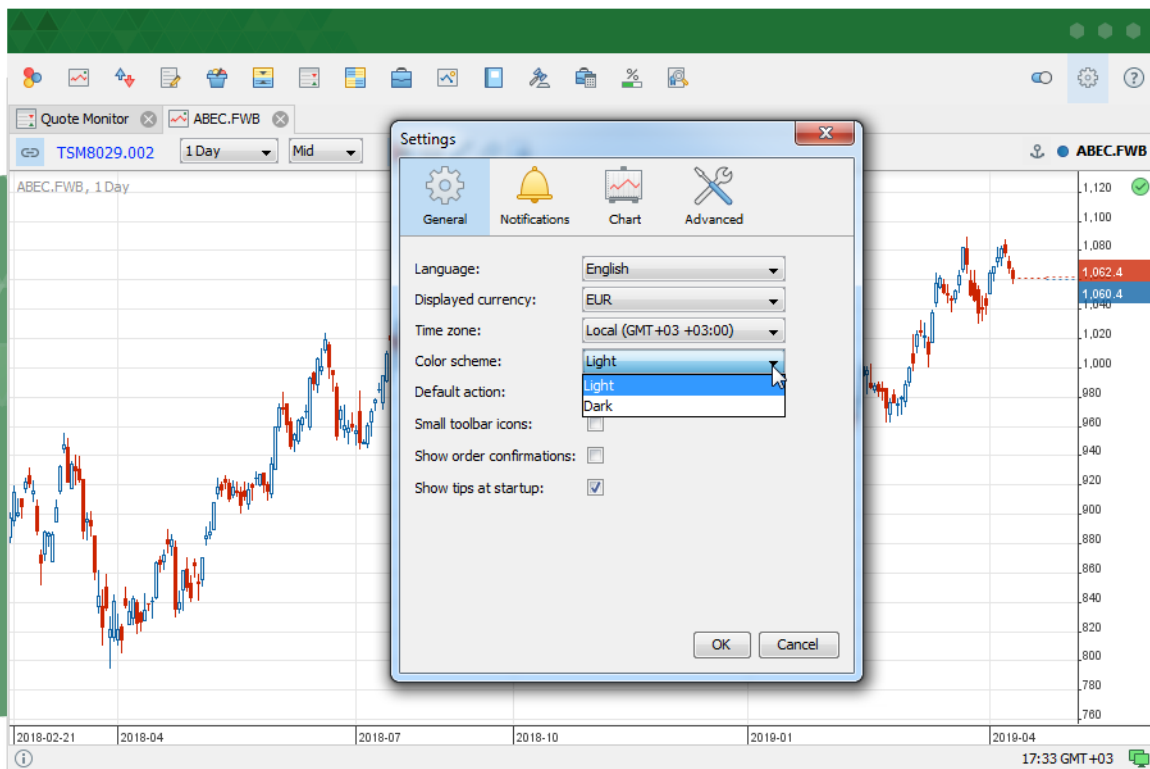 Quote Monitor
ABEC.FWB
TSM8029.002
1 Day
Mid
ABEC.FWB
ABEC.FWB, 1 Day
Settings
General
Notifications
Chart
Advanced
Language:
English
Displayed currency:
EUR
Time zone:
Local (GMT+03 +03:00)
Color scheme:
Light
Light
Dark
Default action:
Small toolbar icons:
Show order confirmations:
Show tips at startup:
OK
Cancel
1,120
1,100
1,080
1,062.4
1,060.4
1,040
1,020
1,000
980
960
940
920
900
880
860
840
820
800
780
760
2018-02-21
2018-04
2018-07
2018-10
2019-01
2019-04
17:33 GMT+03